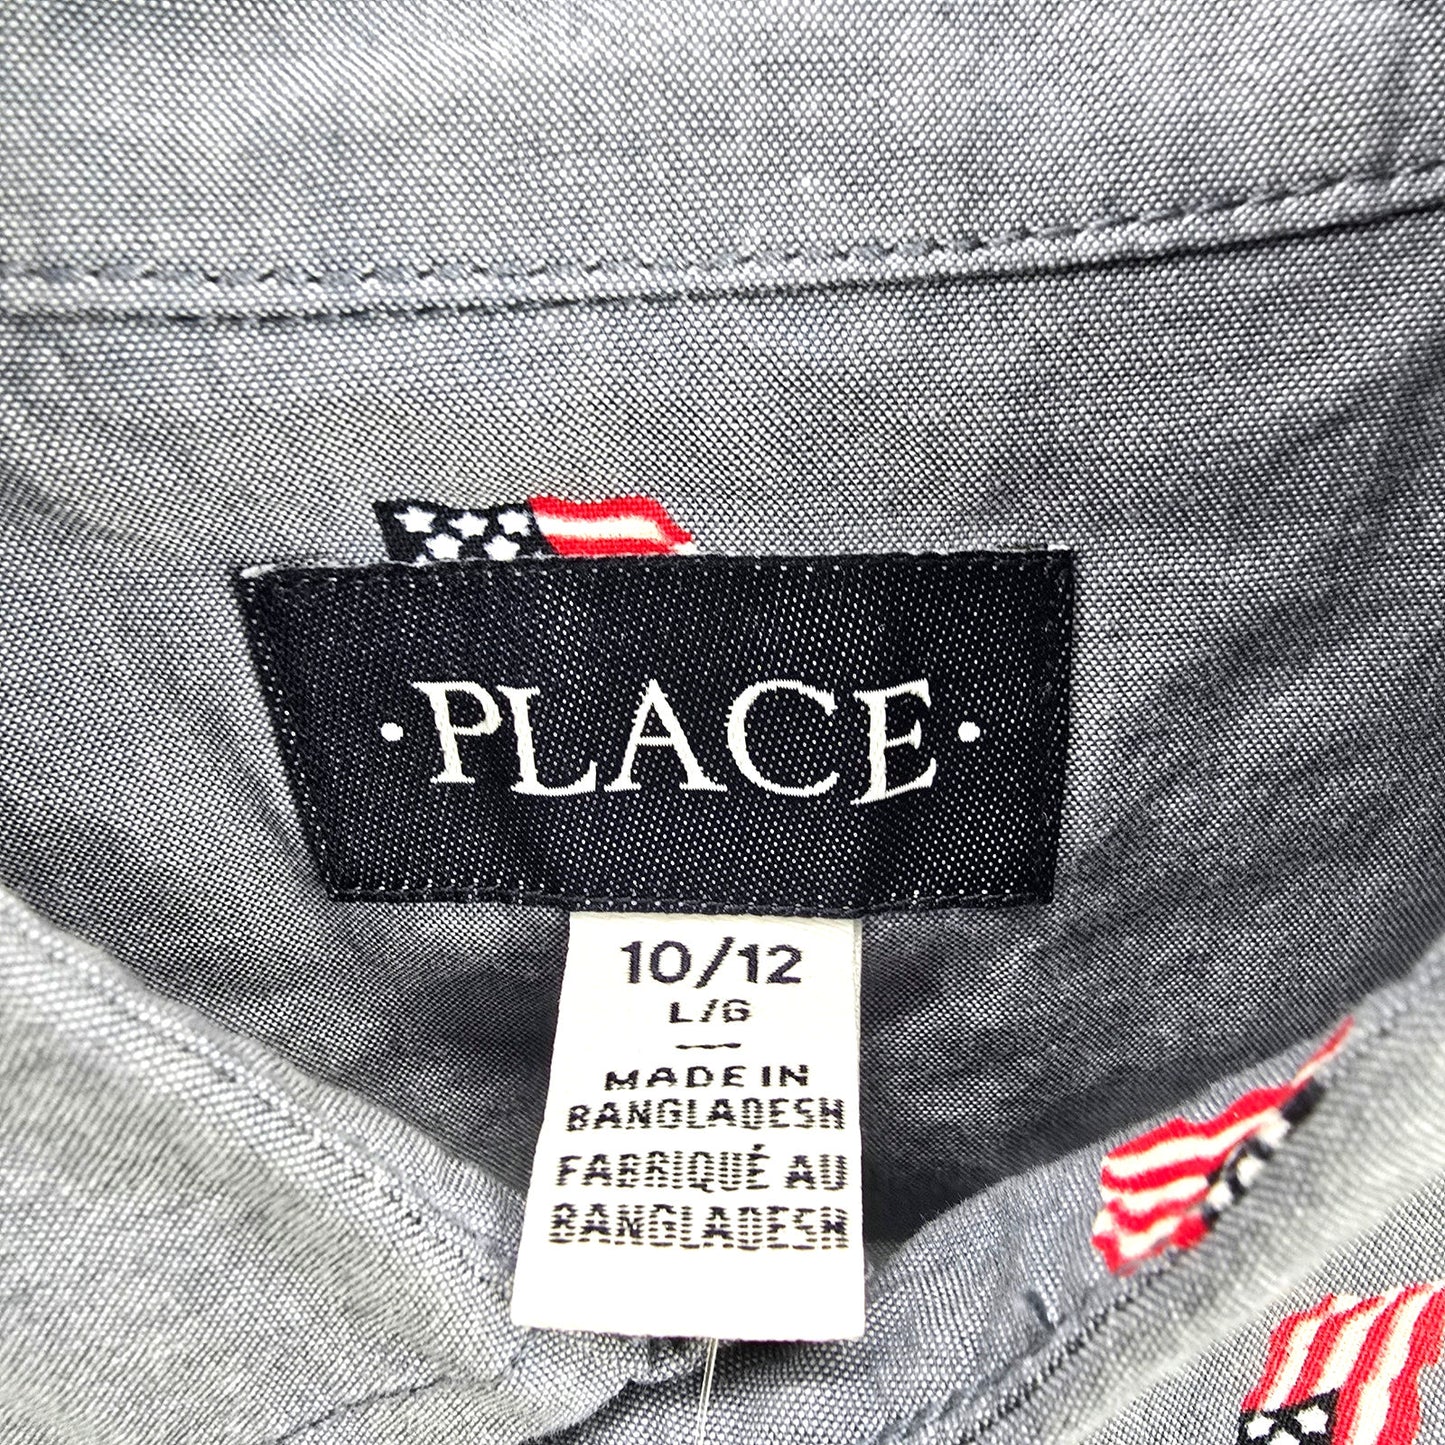 ·PLACE·
10/12
L/G
—
MADE IN
BANGLADESH
FABRIQUÉ AU
BANGLADESH